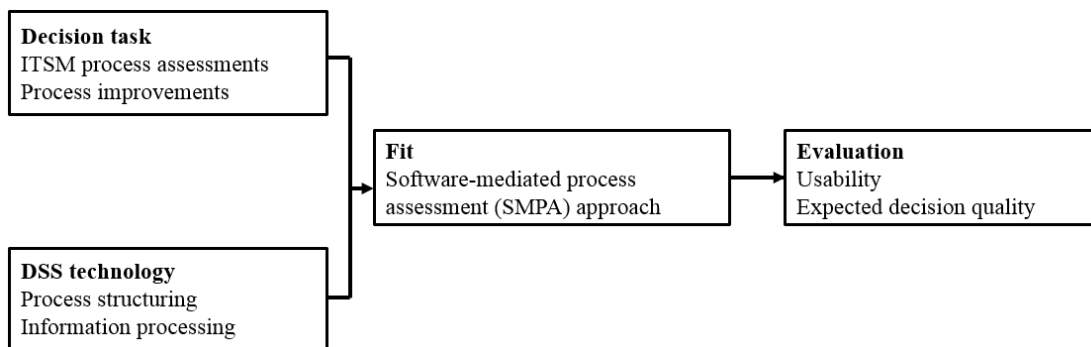 Decision task
ITSM process assessments
Process improvements
Fit
Software-mediated process
assessment (SMPA) approach
Evaluation
Usability
Expected decision quality
DSS technology
Process structuring
Information processing